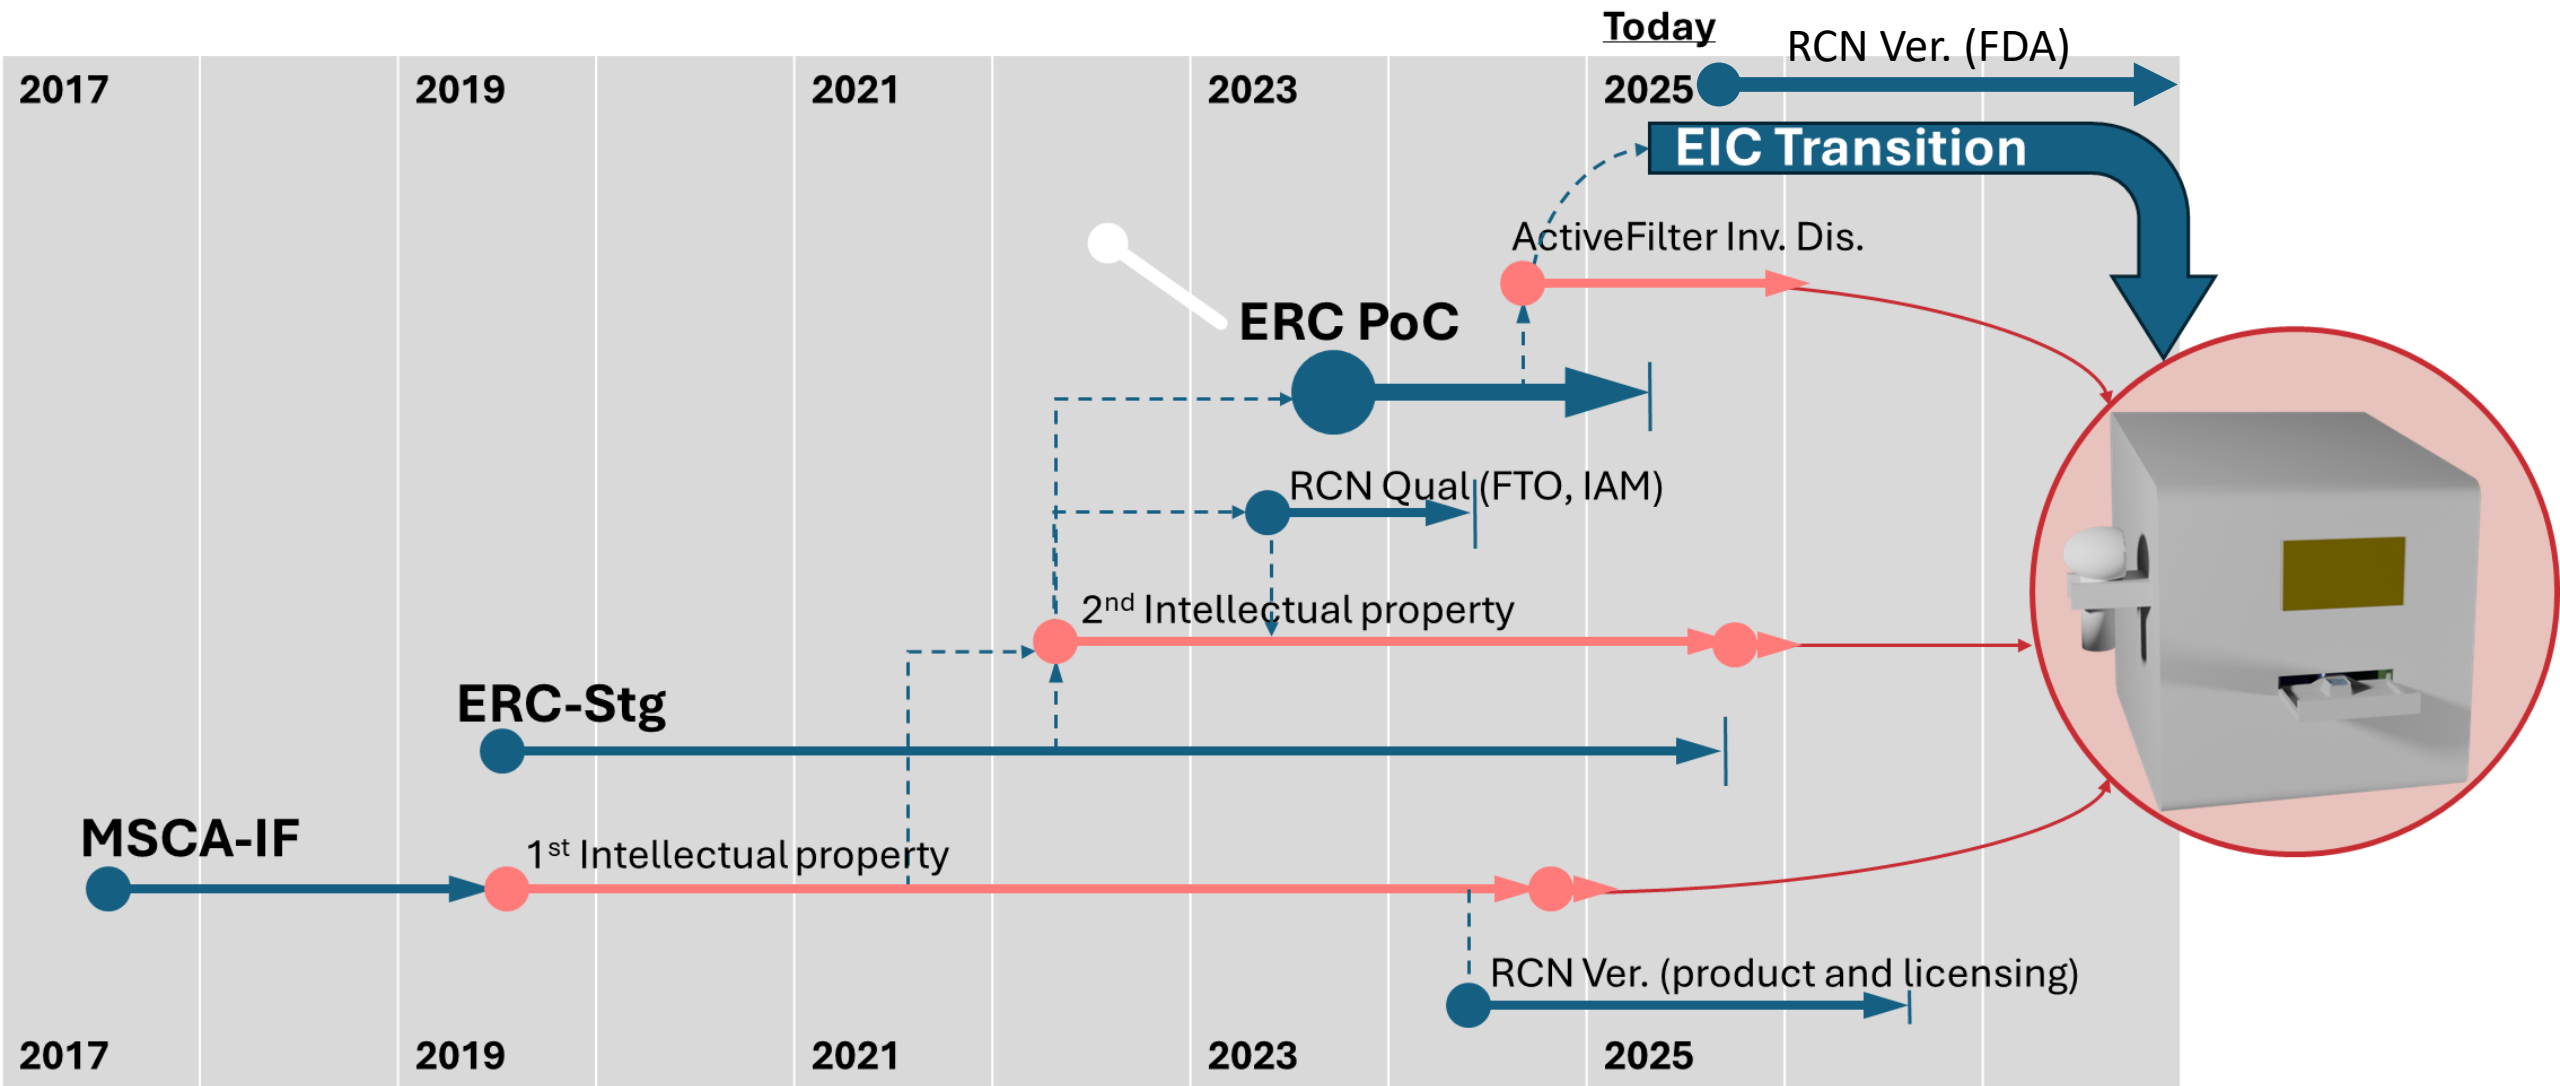 Today
RCN Ver. (FDA)
2017 2019 2021 2023 2025
EIC Transition
ActiveFilter Inv. Dis.
ERC PoC
RCN Qual (FTO, IAM)
2nd Intellectual property
ERC-Stg
MSCA-IF
1st Intellectual property
RCN Ver. (product and licensing)
2017 2019 2021 2023 2025